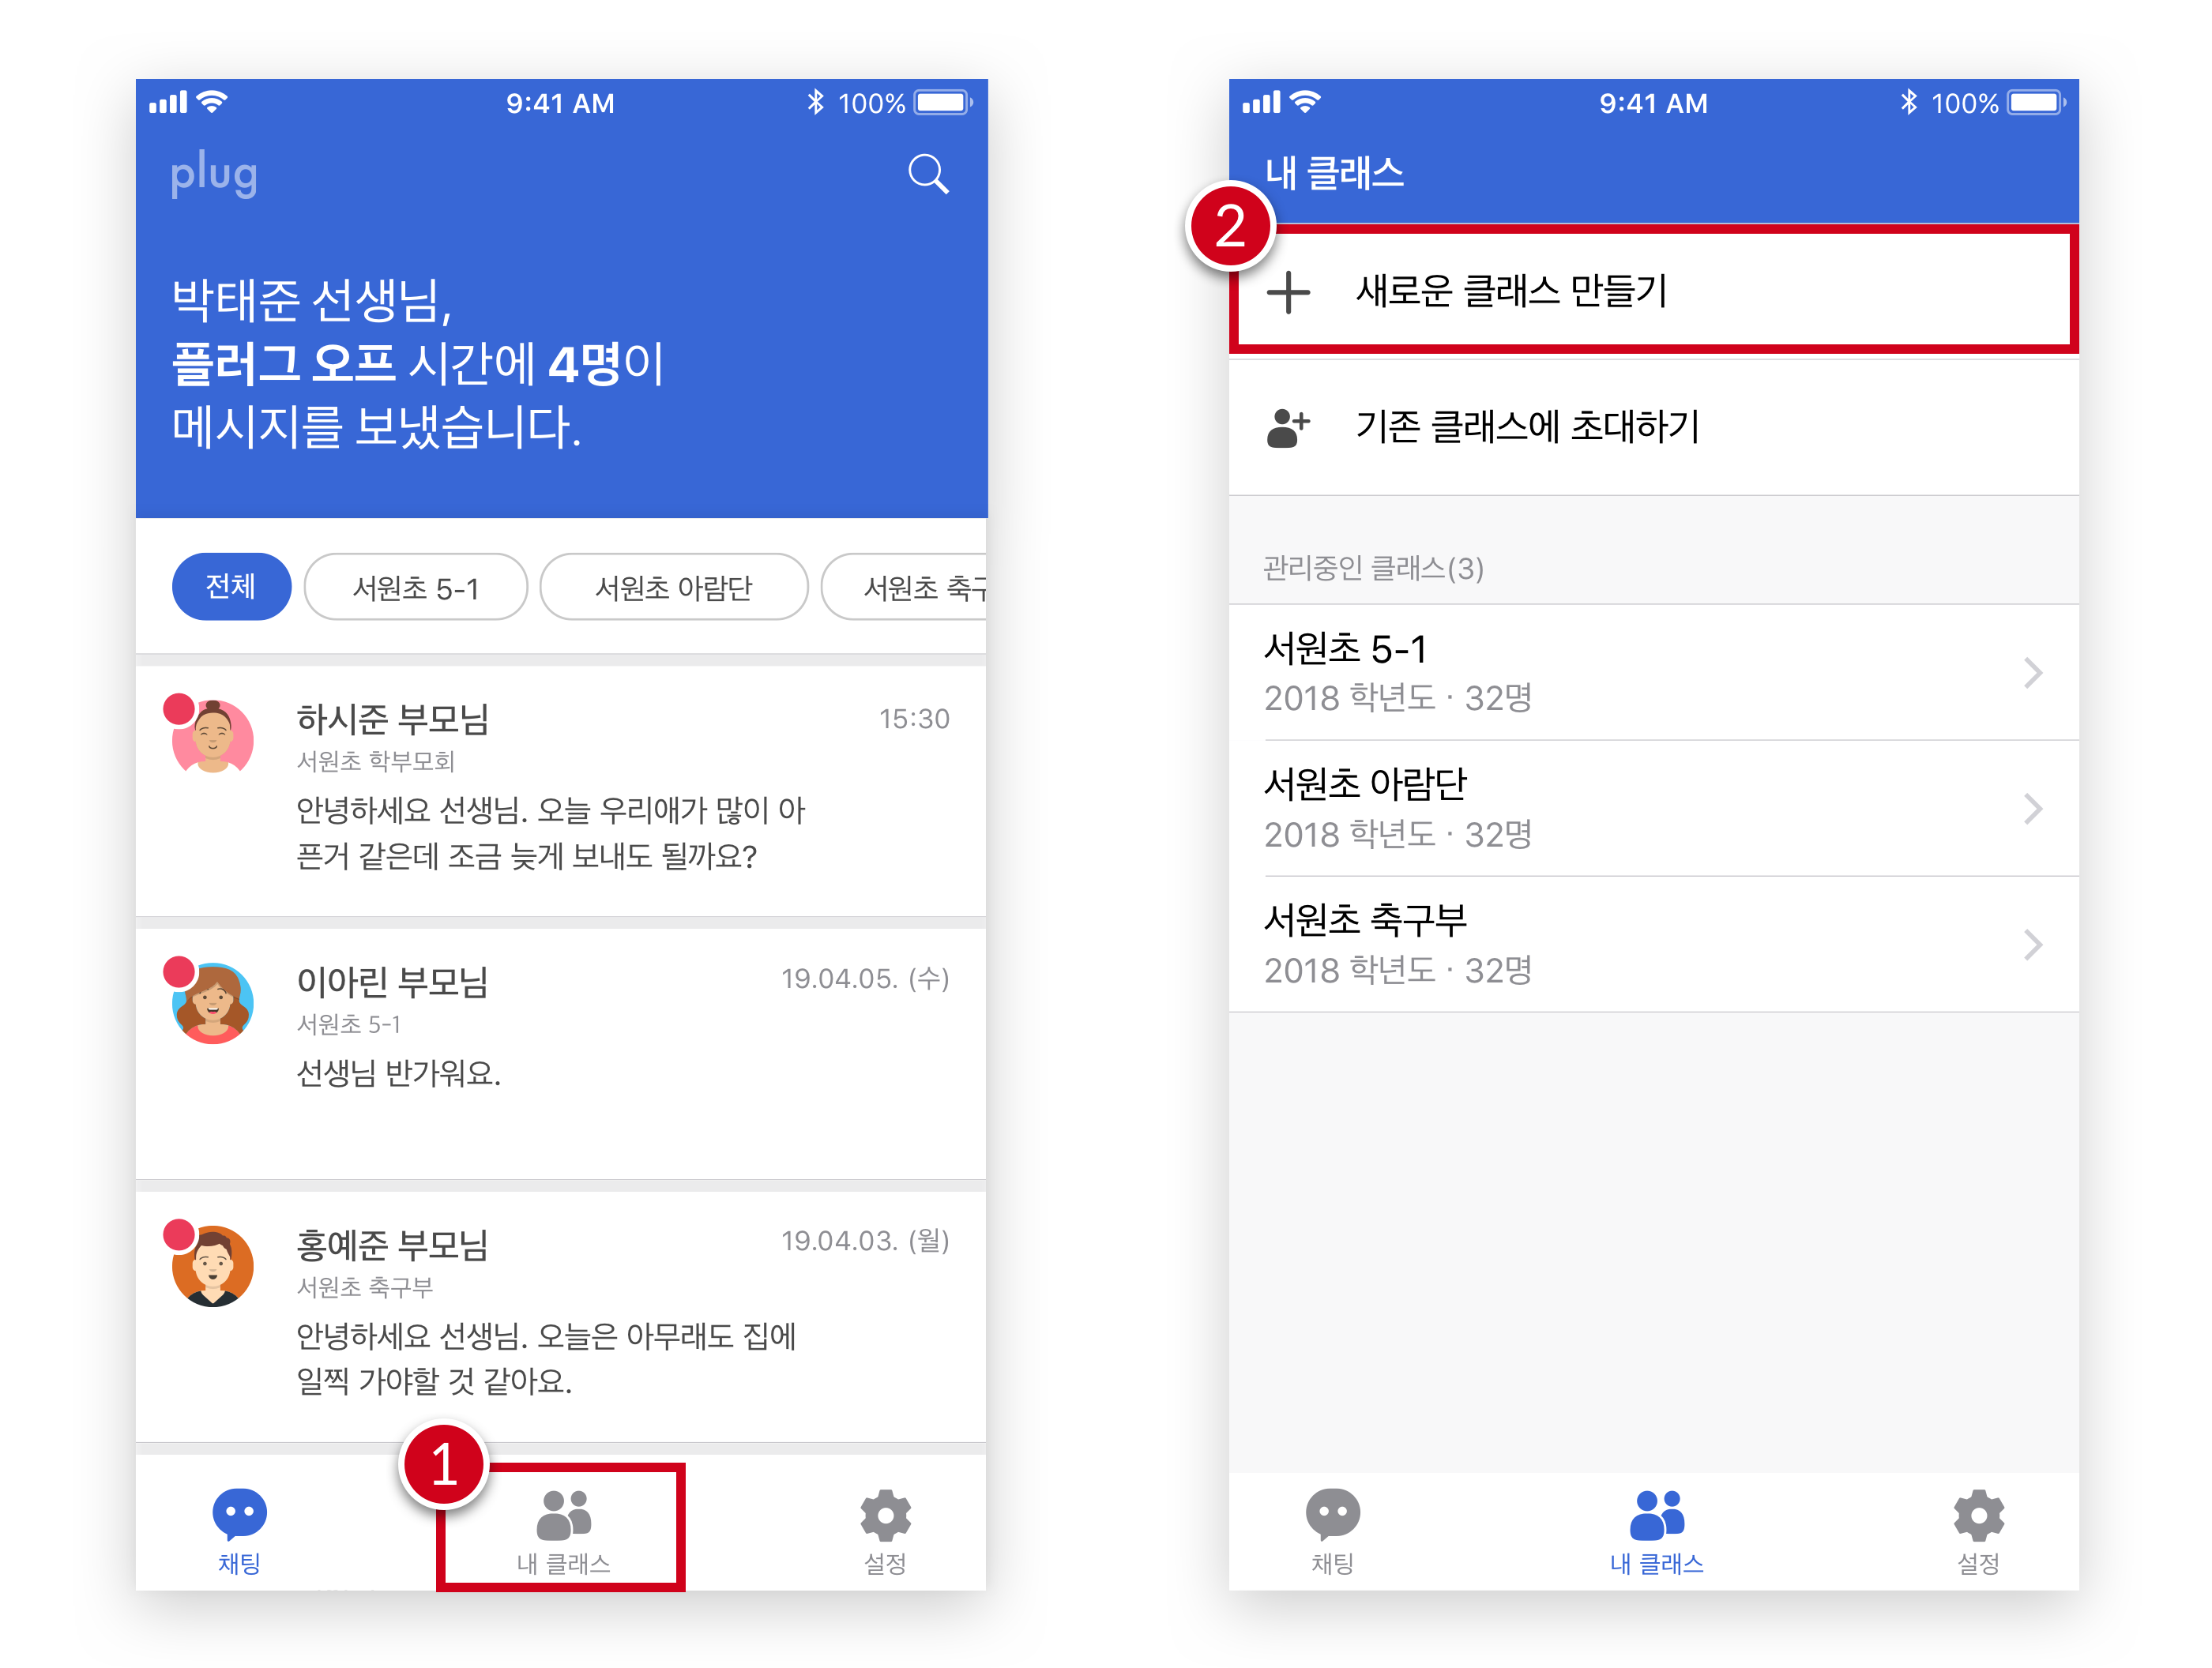 9:41 AM
100%
plug
박태준 선생님,
플러그 오프 시간에 4명이
메시지를 보냈습니다.
전체
서원초 5-1
서원초 아람단
서원초 축구
하시준 부모님
15:30
서원초 학부모회
안녕하세요 선생님. 오늘 우리애가 많이 아
픈거 같은데 조금 늦게 보내도 될까요?
이아린 부모님
19.04.05. (수)
서원초 5-1
선생님 반가워요.
홍예준 부모님
19.04.03. (월)
서원초 축구부
안녕하세요 선생님. 오늘은 아무래도 집에
일찍 가야할 것 같아요.
1
채팅
내 클래스
설정
9:41 AM
100%
내 클래스
2
새로운 클래스 만들기
기존 클래스에 초대하기
관리중인 클래스(3)
서원초 5-1
2018 학년도 · 32명
서원초 아람단
2018 학년도 · 32명
서원초 축구부
2018 학년도 · 32명
채팅
내 클래스
설정